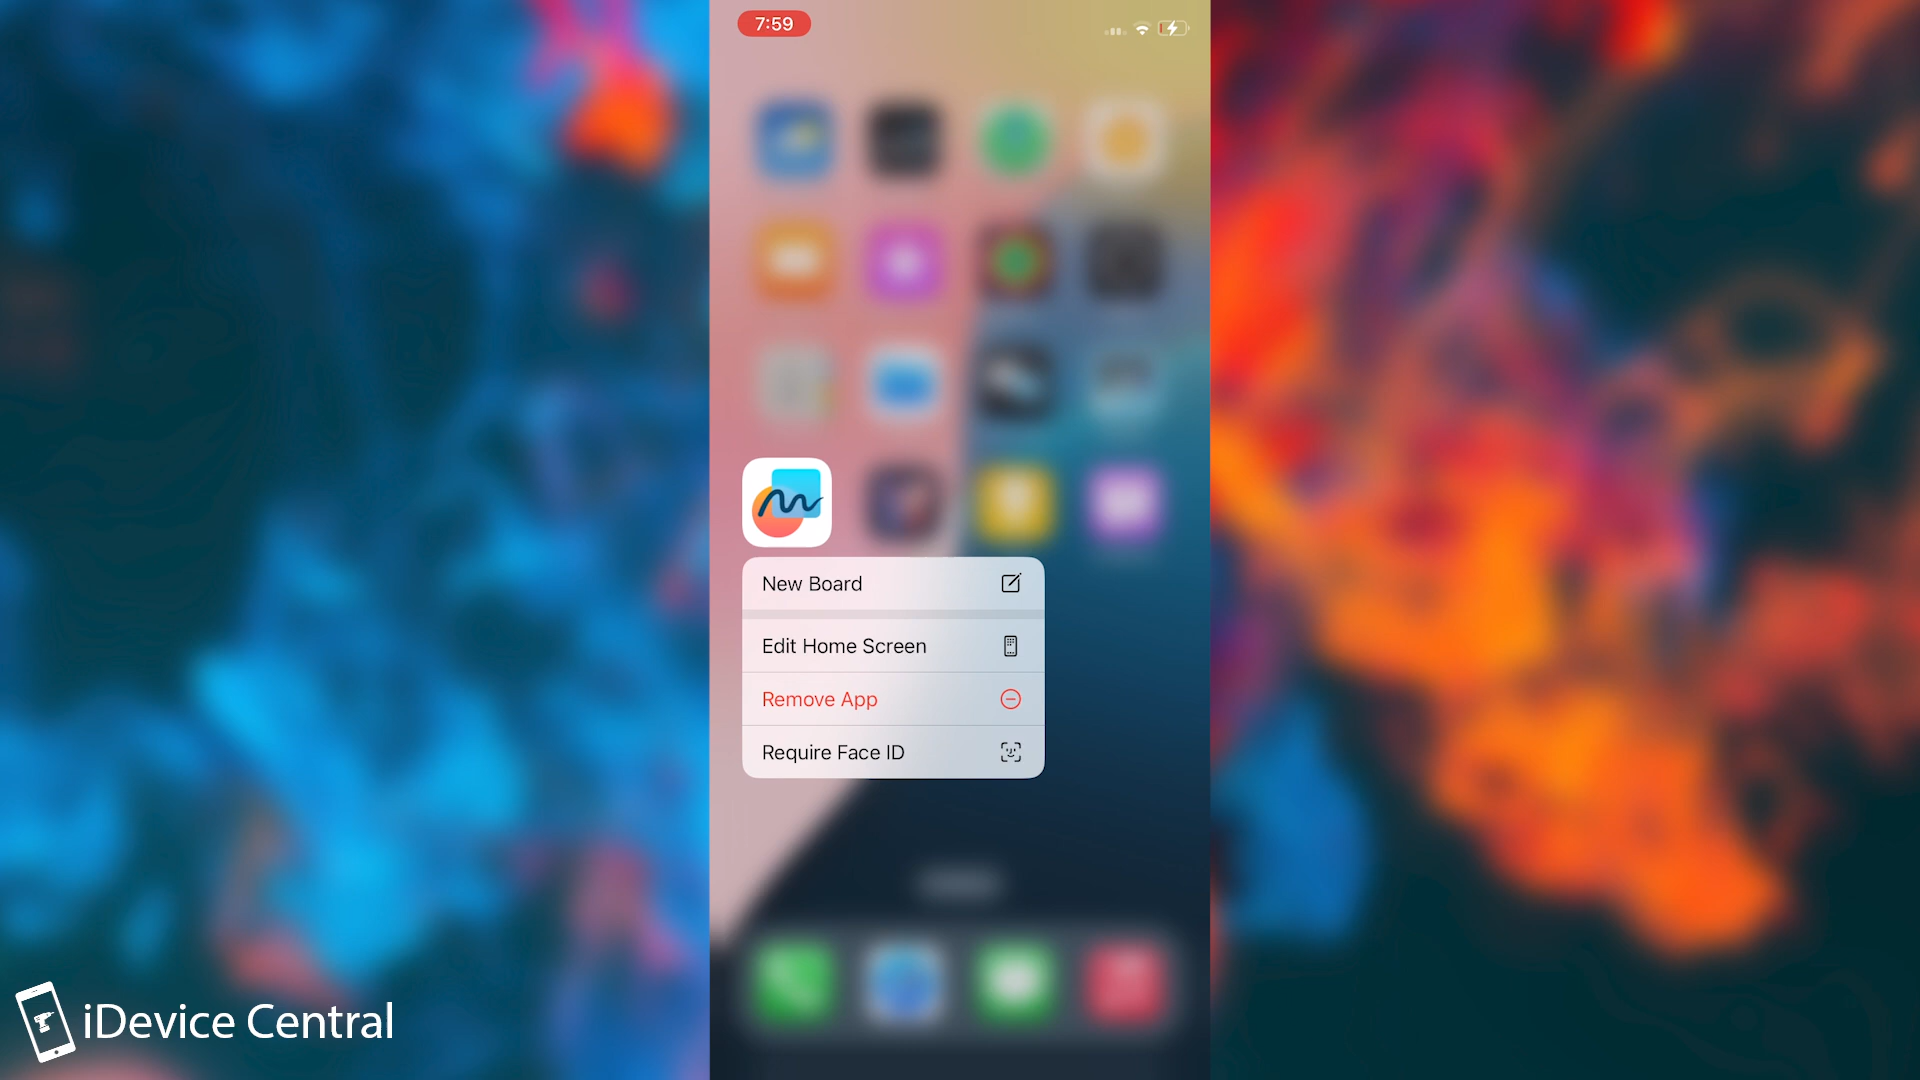 7:59
New Board
Edit Home Screen
Remove App
Require Face ID
iDevice Central